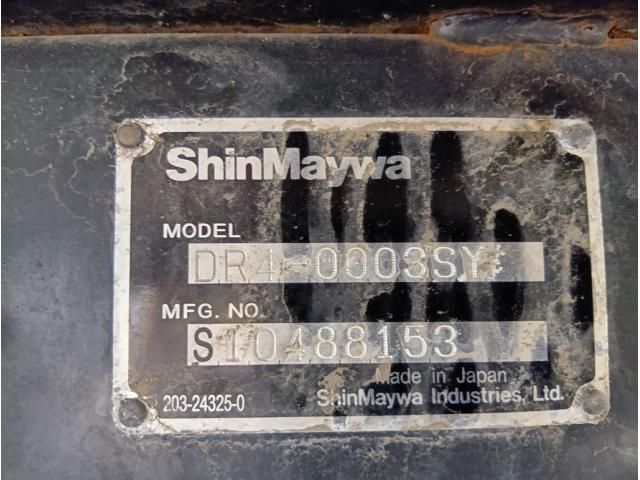 ShinMaywa
MODEL
DR4-0003SY*
MFG. NO.
S10488153
Made in Japan
203-24325-0 ShinMaywa Industries, Ltd.